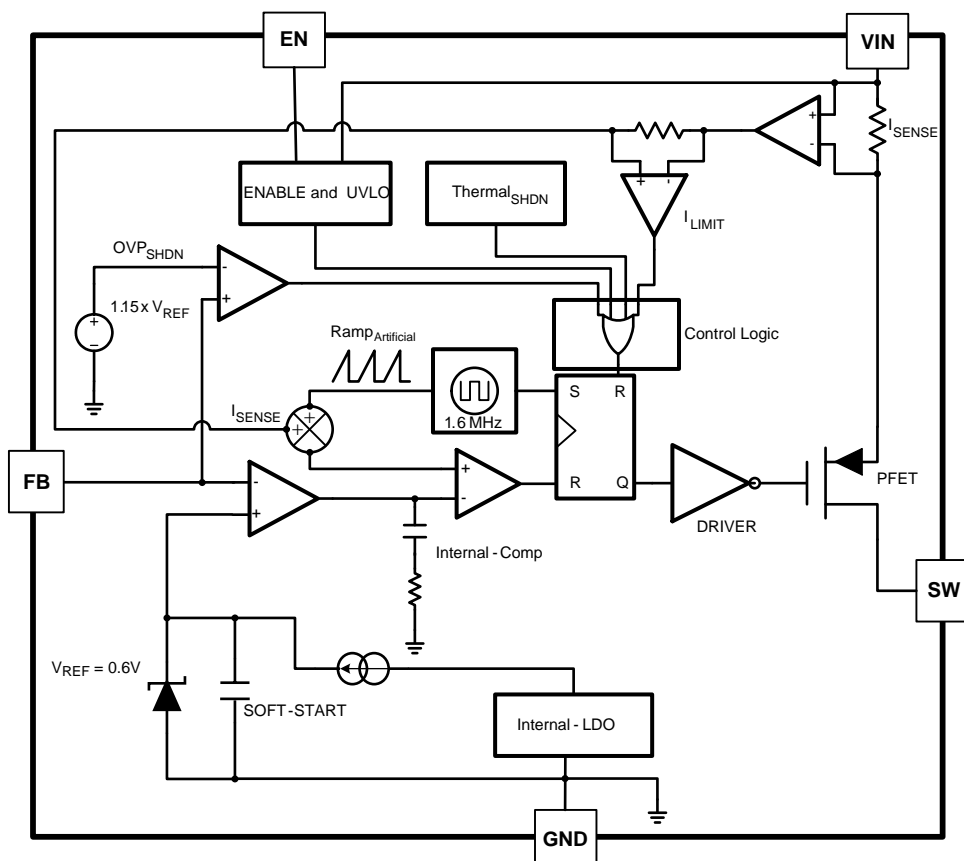 EN
VIN
+
-
ISENSE
+
-
ENABLE and UVLO
ThermalSHDN
ILIMIT
OVPSHDN
-
+
1.15 x VREF
+
−
Control Logic
RampArtificial
1.6 MHz
S
R
ISENSE
+
+
FB
-
+
+
-
R
Q
DRIVER
PFET
Internal - Comp
SW
VREF = 0.6V
SOFT-START
Internal - LDO
GND